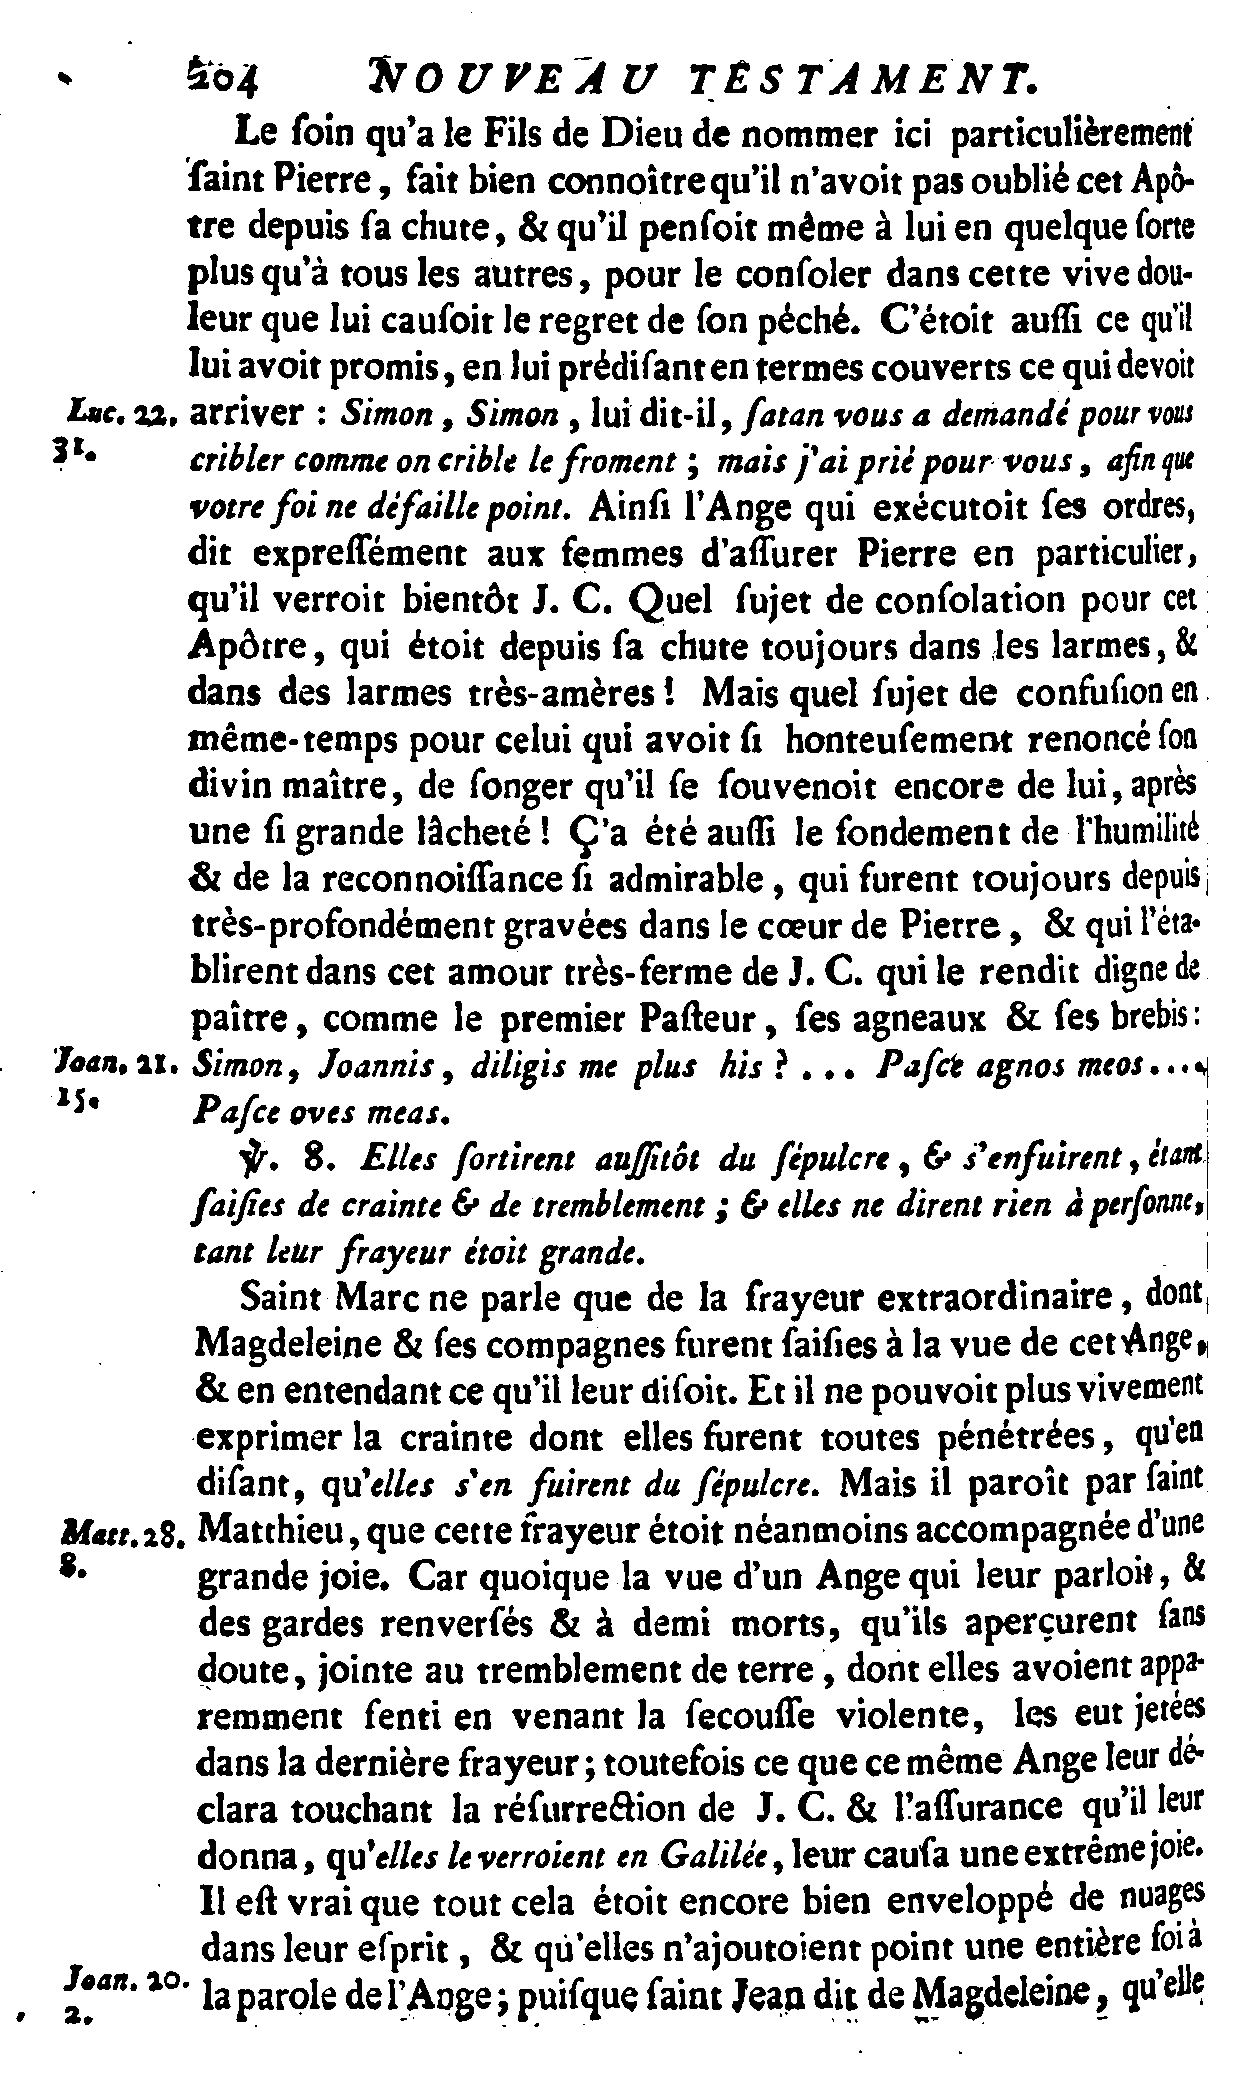 204 NOUVEAU TESTAMENT.
Le ſoin qu'a le Fils de Dieu de nommer ici particulièrement
ſaint Pierre, fait bien connoître qu'il n'avoit pas oublié cet Apô-
tre depuis ſa chute, & qu'il penſoit même à lui en quelque ſorte
plus qu'à tous les autres, pour le conſoler dans cette vive dou-
leur que lui cauſoit le regret de ſon péché. C'étoit auſſi ce qu'il
lui avoit promis, en lui prédiſant en termes couverts ce qui devoit
Luc. 22. arriver : Simon, Simon, lui dit-il, ſatan vous a demandé pour vous
31. cribler comme on crible le froment ; mais j'ai prié pour vous, afin que
votre foi ne défaille point. Ainſi l'Ange qui exécutoit ſes ordres,
dit expreſſément aux femmes d'aſſurer Pierre en particulier,
qu'il verroit bientôt J. C. Quel ſujet de conſolation pour cet
Apôtre, qui étoit depuis ſa chute toujours dans les larmes, &
dans des larmes très-amères ! Mais quel ſujet de confuſion en
même-temps pour celui qui avoit ſi honteuſement renoncé ſon
divin maître, de ſonger qu'il ſe ſouvenoit encore de lui, après
une ſi grande lâcheté ! Ç'a été auſſi le fondement de l'humilité
& de la reconnoiſſance ſi admirable, qui furent toujours depuis
très-profondément gravées dans le cœur de Pierre, & qui l'éta-
blirent dans cet amour très-ferme de J. C. qui le rendit digne de
paître, comme le premier Paſteur, ſes agneaux & ſes brebis :
Joan. 21. Simon, Joannis, diligis me plus his ? ... Paſce agnos meos....
15. Paſce oves meas.
℣. 8. Elles ſortirent auſſitôt du ſépulcre, & s'enfuirent, étant
ſaiſies de crainte & de tremblement ; & elles ne dirent rien à perſonne,
tant leur frayeur étoit grande.
Saint Marc ne parle que de la frayeur extraordinaire, dont
Magdeleine & ſes compagnes furent ſaiſies à la vue de cet Ange,
& en entendant ce qu'il leur diſoit. Et il ne pouvoit plus vivement
exprimer la crainte dont elles furent toutes pénétrées, qu'en
diſant, qu'elles s'en fuirent du ſépulcre. Mais il paroît par ſaint
Matt. 28. Matthieu, que cette frayeur étoit néanmoins accompagnée d'une
8. grande joie. Car quoique la vue d'un Ange qui leur parloit, &
des gardes renverſés & à demi morts, qu'ils aperçurent ſans
doute, jointe au tremblement de terre, dont elles avoient appa-
remment ſenti en venant la ſecouſſe violente, les eut jetées
dans la dernière frayeur ; toutefois ce que ce même Ange leur dé-
clara touchant la réſurrection de J. C. & l'aſſurance qu'il leur
donna, qu'elles le verroient en Galilée, leur cauſa une extrême joie.
Il eſt vrai que tout cela étoit encore bien enveloppé de nuages
dans leur eſprit, & qu'elles n'ajoutoient point une entière foi à
Joan. 20. la parole de l'Ange ; puiſque ſaint Jean dit de Magdeleine, qu'elle
2.